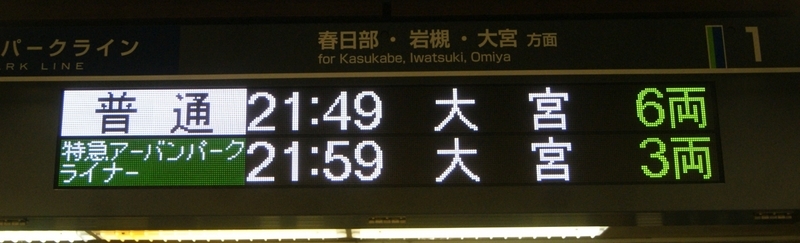 パークライン
RK LINE
春日部・岩槻・大宮 方面
for Kasukabe, Iwatsuki, Omiya
1
普通 21:49 大宮 6両
特急アーバンパークライナー 21:59 大宮 3両